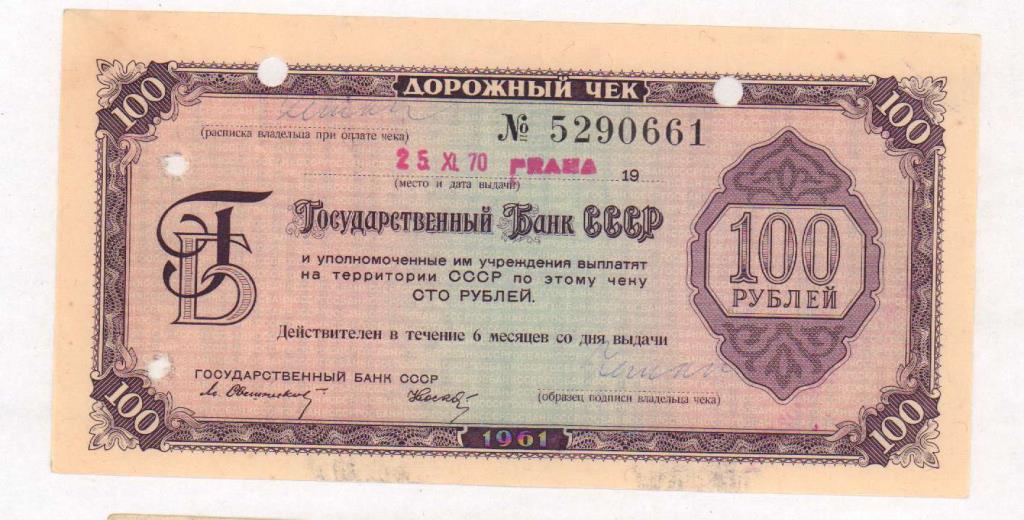 ДОРОЖНЫЙ ЧЕК
100
100
(расписка владельца при оплате чека)
№ 5290661
25 XI. 70 PRAHA 19
(место и дата выдачи)
ГБ
Государственный Банк СССР
и уполномоченные им учреждения выплатят
на территории СССР по этому чеку
СТО РУБЛЕЙ.
100
РУБЛЕЙ
Действителен в течение 6 месяцев со дня выдачи
ГОСУДАРСТВЕННЫЙ БАНК СССР
(образец подписи владельца чека)
100
100
1961